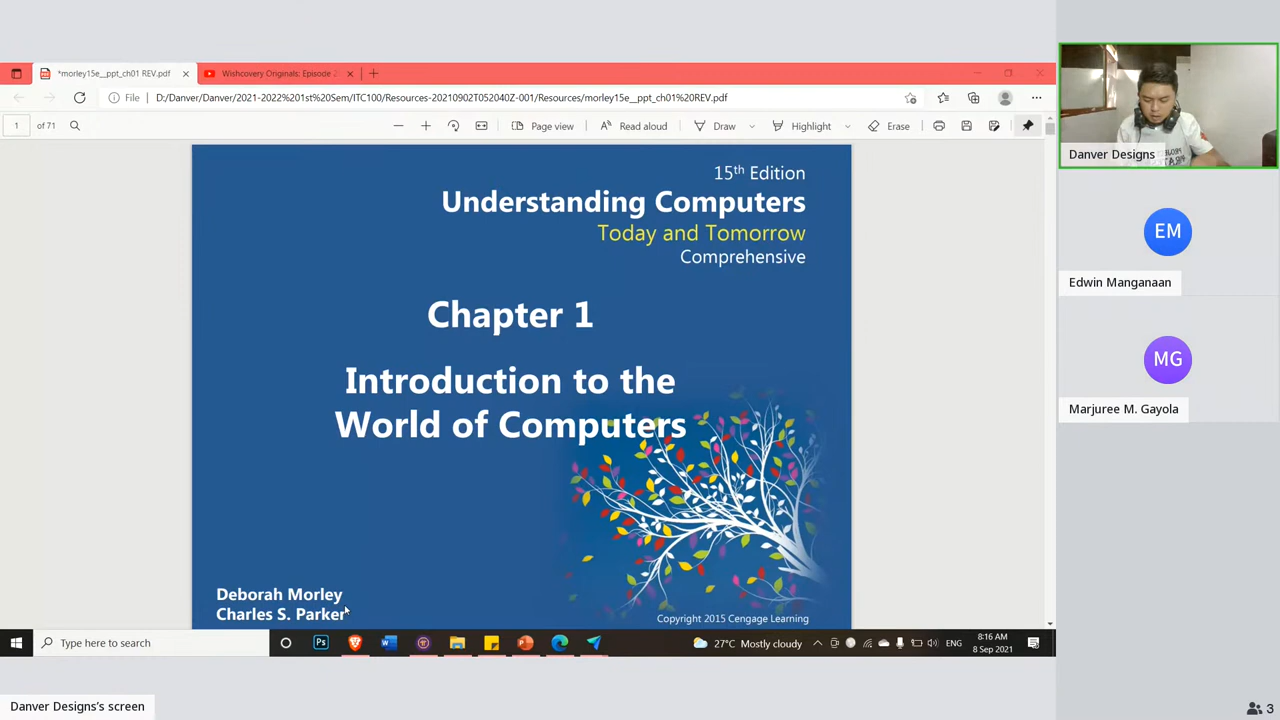 *morley15e__ppt_ch01 REV.pdf
Wishcovery Originals: Episode
File
D:/Danver/Danver/2021-2022%201st%20Sem/ITC100/Resources-20210902T052040Z-001/Resources/morley15e__ppt_ch01%20REV.pdf
1 of 71
Page view
Read aloud
Draw
Highlight
Erase
15th Edition
Understanding Computers
Today and Tomorrow
Comprehensive
Chapter 1
Introduction to the
World of Computers
Deborah Morley
Charles S. Parker
Copyright 2015 Cengage Learning
Type here to search
Ps
W
P
27°C Mostly cloudy
ENG
8:16 AM
8 Sep 2021
Danver Designs's screen
Danver Designs
EM
Edwin Manganaan
MG
Marjuree M. Gayola
3